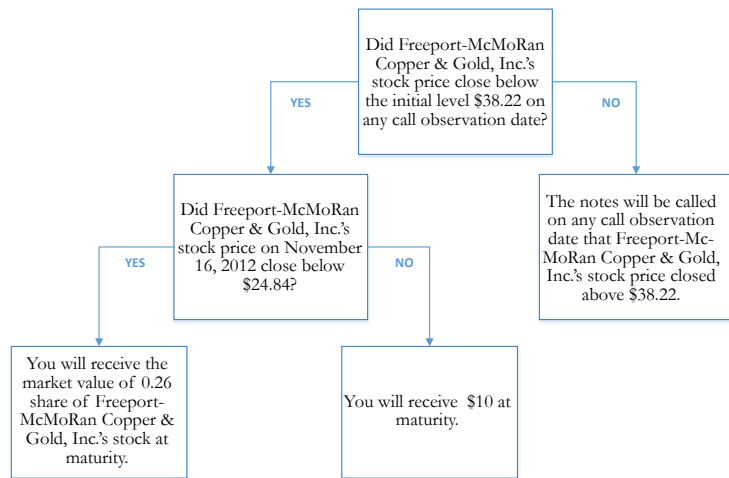 Did Freeport-McMoRan
Copper & Gold, Inc.'s
stock price close below
the initial level $38.22 on
any call observation date?
YES
NO
Did Freeport-McMoRan
Copper & Gold, Inc.'s
stock price on November
16, 2012 close below
$24.84?
The notes will be called
on any call observation
date that Freeport-Mc-
MoRan Copper & Gold,
Inc.'s stock price closed
above $38.22.
YES
NO
You will receive the
market value of 0.26
share of Freeport-
McMoRan Copper &
Gold, Inc.'s stock at
maturity.
You will receive $10 at
maturity.